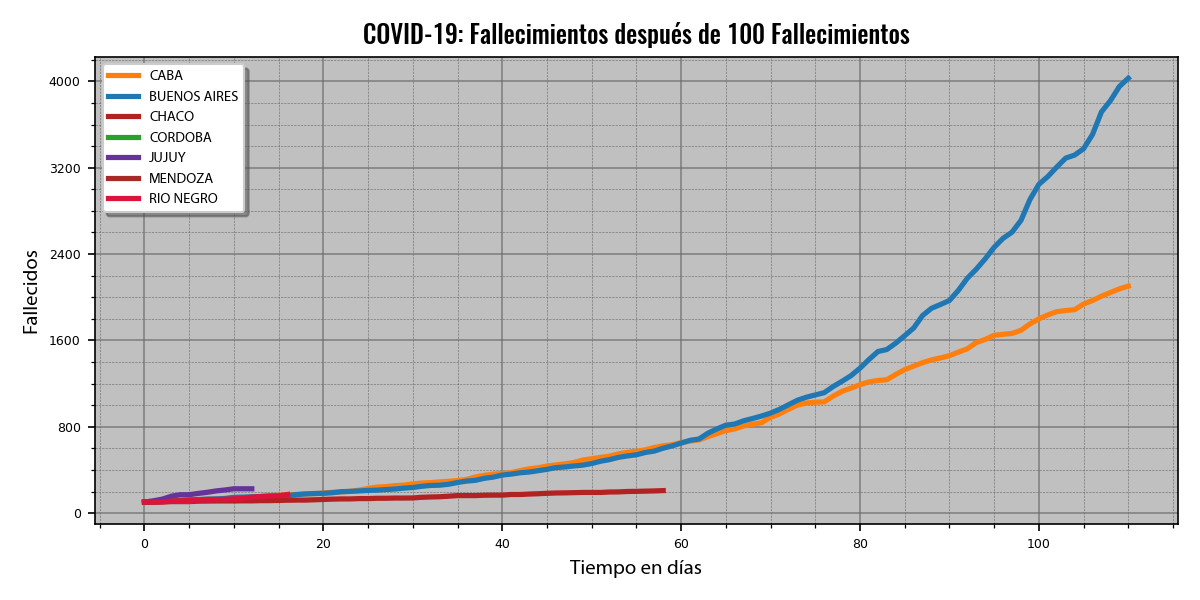 COVID-19: Fallecimientos después de 100 Fallecimientos
CABA
BUENOS AIRES
CHACO
CORDOBA
JUJUY
MENDOZA
RIO NEGRO
Fallecidos
4000
3200
2400
1600
800
0
0 20 40 60 80 100
Tiempo en días